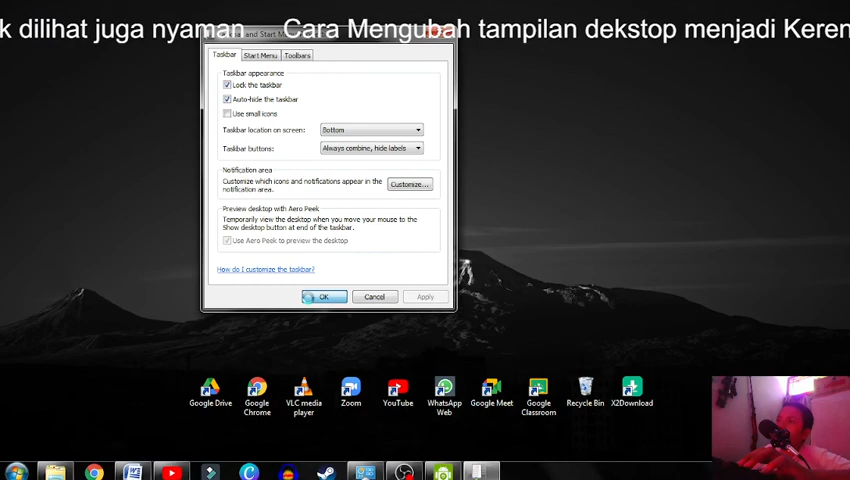 k dilihat juga nyaman Cara Mengubah tampilan dekstop menjadi Keren
Taskbar Start Menu Toolbars
Taskbar appearance
Lock the taskbar
Auto-hide the taskbar
Use small icons
Taskbar location on screen: Bottom
Taskbar buttons: Always combine, hide labels
Notification area
Customize which icons and notifications appear in the
notification area.
Customize...
Preview desktop with Aero Peek
Temporarily view the desktop when you move your mouse to the
Show desktop button at end of the taskbar.
Use Aero Peek to preview the desktop
How do I customize the taskbar?
OK Cancel Apply
Google Drive
Google
Chrome
VLC media
player
Zoom
YouTube
WhatsApp
Web
Google Meet
Google
Classroom
Recycle Bin
X2Download